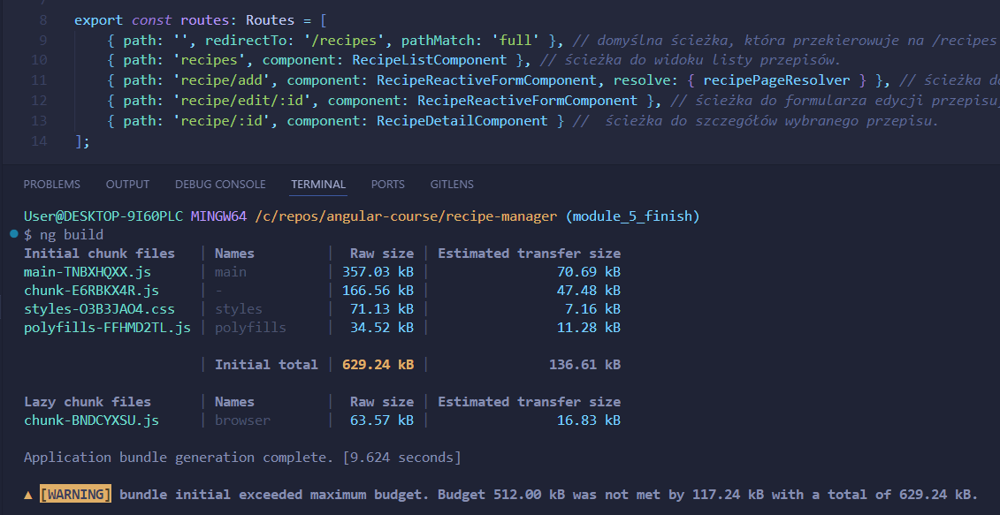 8 export const routes: Routes = [
9 { path: '', redirectTo: '/recipes', pathMatch: 'full' }, // domyślna ścieżka, która przekierowuje na /recipes
10 { path: 'recipes', component: RecipeListComponent }, // ścieżka do widoku listy przepisów.
11 { path: 'recipe/add', component: RecipeReactiveFormComponent, resolve: { recipePageResolver } }, // ścieżka
12 { path: 'recipe/edit/:id', component: RecipeReactiveFormComponent }, // ścieżka do formularza edycji przepisu
13 { path: 'recipe/:id', component: RecipeDetailComponent } //  ścieżka do szczegótów wybranego przepisu.
14 ];
PROBLEMS OUTPUT DEBUG CONSOLE TERMINAL PORTS GITLENS
User@DESKTOP-9I60PLC MINGW64 /c/repos/angular-course/recipe-manager (module_5_finish)
$ ng build
Initial chunk files | Names | Raw size | Estimated transfer size
main-TNBXHQXX.js | main | 357.03 kB | 70.69 kB
chunk-E6RBKX4R.js | - | 166.56 kB | 47.48 kB
styles-O3B3JAO4.css | styles | 71.13 kB | 7.16 kB
polyfills-FFHMD2TL.js | polyfills | 34.52 kB | 11.28 kB
| Initial total | 629.24 kB | 136.61 kB
Lazy chunk files | Names | Raw size | Estimated transfer size
chunk-BNDCYXSU.js | browser | 63.57 kB | 16.83 kB
Application bundle generation complete. [9.624 seconds]
▲ [WARNING] bundle initial exceeded maximum budget. Budget 512.00 kB was not met by 117.24 kB with a total of 629.24 kB.